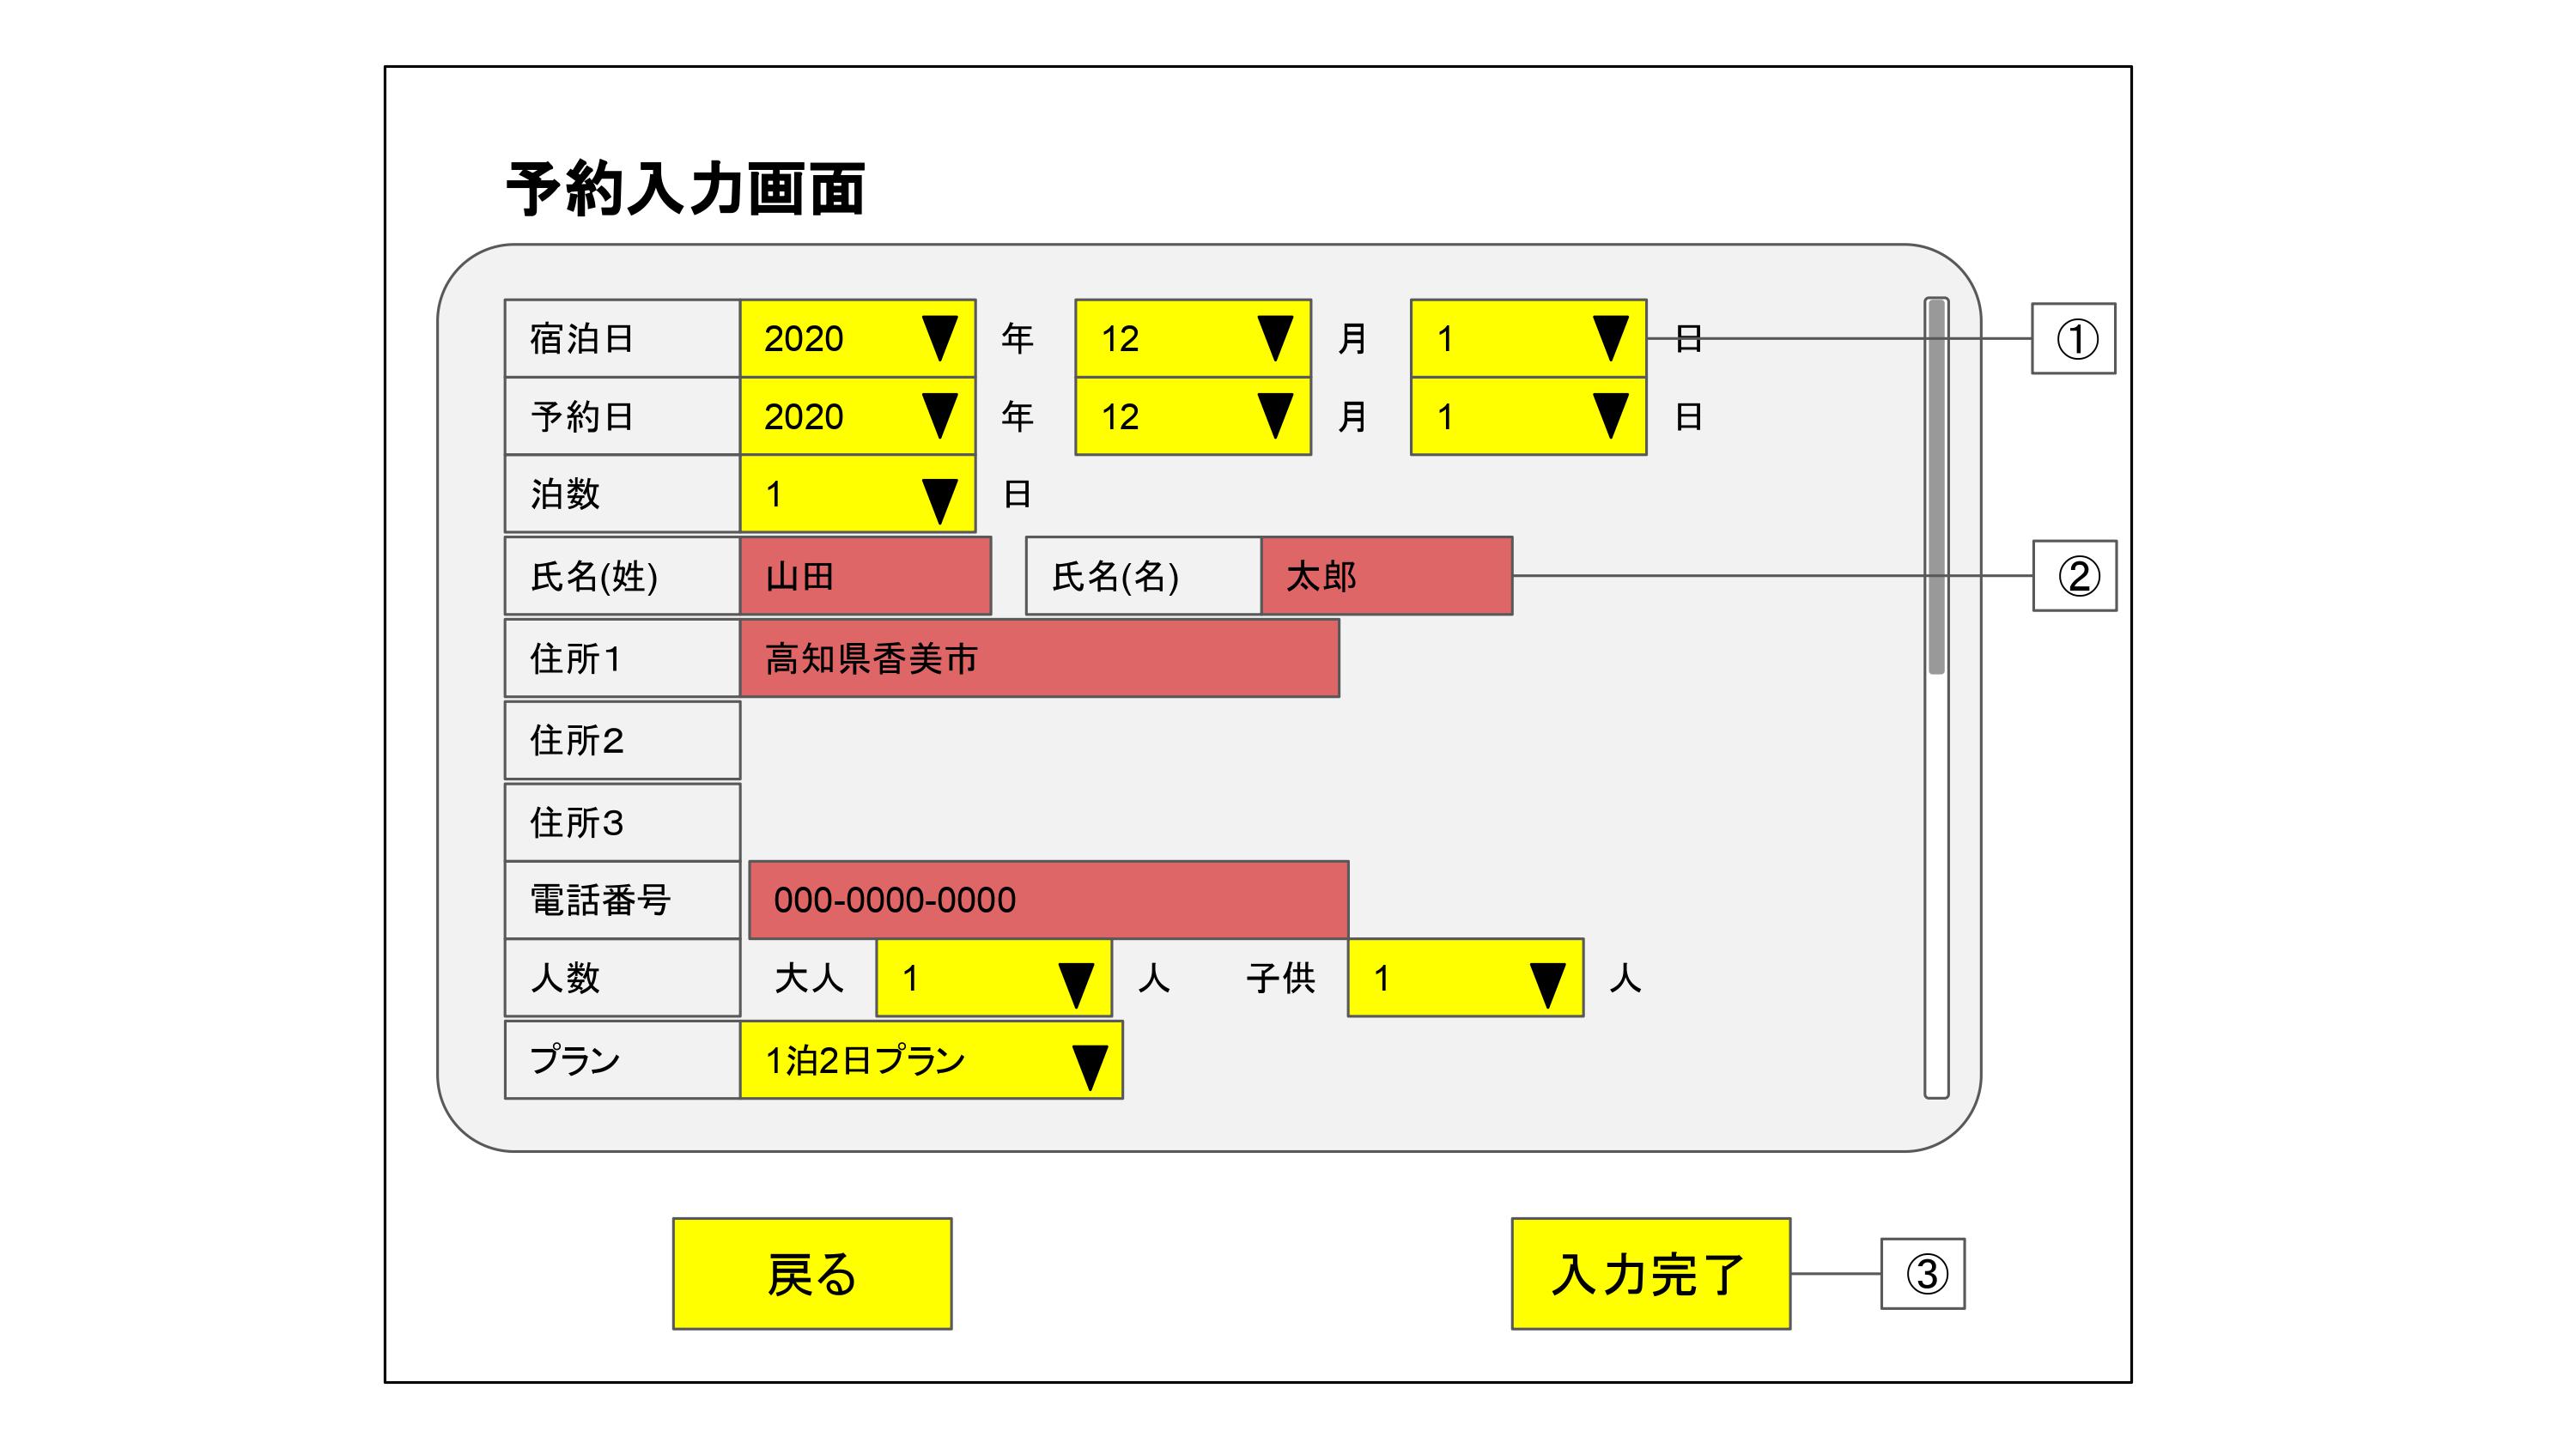 予約入力画面
宿泊日 2020 ▼ 年 12 ▼ 月 1 ▼ 日 ①
予約日 2020 ▼ 年 12 ▼ 月 1 ▼ 日
泊数 1 ▼ 日
氏名(姓) 山田 氏名(名) 太郎 ②
住所1 高知県香美市
住所2
住所3
電話番号 000-0000-0000
人数 大人 1 ▼ 人 子供 1 ▼ 人
プラン 1泊2日プラン ▼
戻る 入力完了 ③